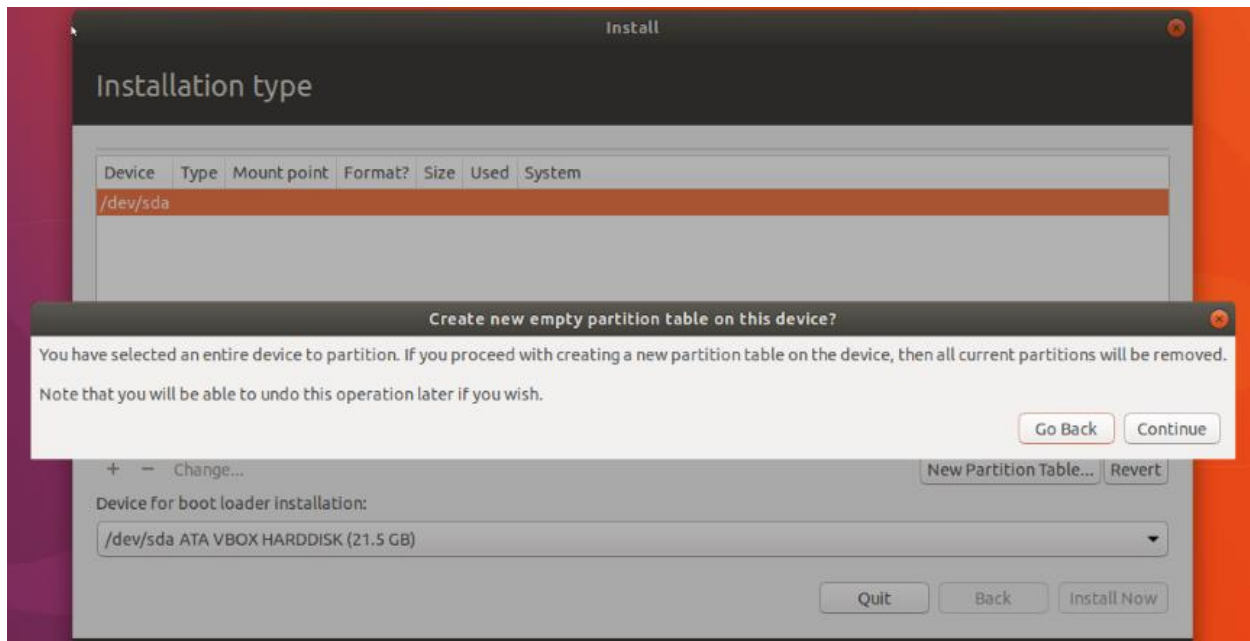 Install
Installation type
Device Type Mount point Format? Size Used System
/dev/sda
Create new empty partition table on this device?
You have selected an entire device to partition. If you proceed with creating a new partition table on the device, then all current partitions will be removed.
Note that you will be able to undo this operation later if you wish.
Go Back Continue
+ − Change... New Partition Table... Revert
Device for boot loader installation:
/dev/sda ATA VBOX HARDDISK (21.5 GB)
Quit Back Install Now